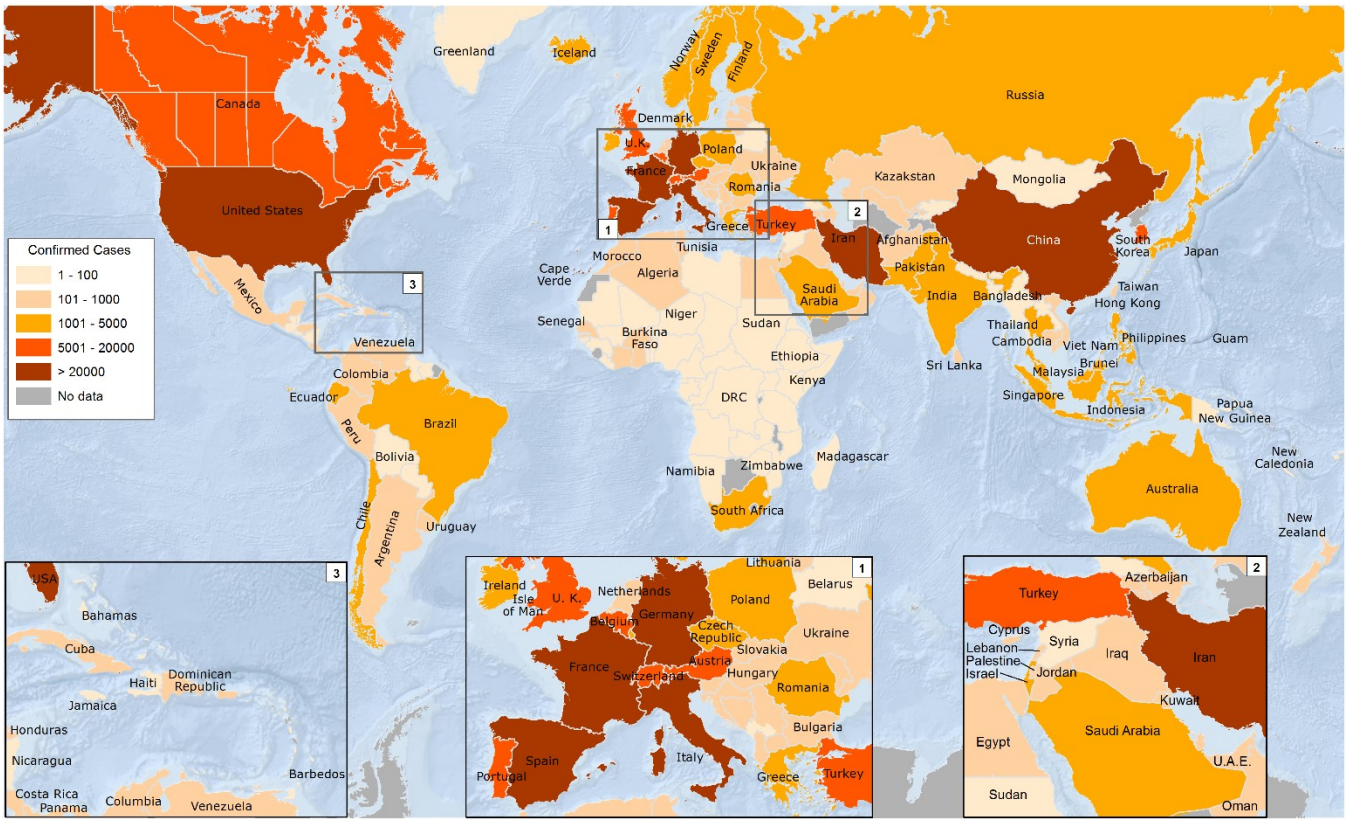 Greenland
Iceland
Norway
Sweden
Finland
Russia
Canada
Denmark
U.K.
Poland
Ukraine
Kazakstan
Mongolia
France
Romania
United States
1
Greece
Turkey
2
Iran
Afghanistan
China
South
Korea
Japan
Tunisia
Morocco
Algeria
Cape
Verde
Pakistan
Saudi
Arabia
India
Bangladesh
Taiwan
Hong Kong
Mexico
3
Venezuela
Senegal
Burkina
Faso
Niger
Sudan
Ethiopia
Kenya
Thailand
Cambodia
Viet Nam
Philippines
Guam
Brunei
Malaysia
Sri Lanka
Singapore
Indonesia
Papua
New Guinea
Colombia
Ecuador
Peru
Brazil
Bolivia
DRC
Namibia
Zimbabwe
Madagascar
South Africa
Australia
New
Caledonia
New
Zealand
Chile
Argentina
Uruguay
Confirmed Cases
1 - 100
101 - 1000
1001 - 5000
5001 - 20000
> 20000
No data
3
USA
Bahamas
Cuba
Haiti
Dominican
Republic
Jamaica
Honduras
Nicaragua
Costa Rica
Panama
Columbia
Venezuela
Barbedos
1
Lithuania
Ireland
Isle
of Man
U. K.
Netherlands
Belarus
Germany
Poland
Belgium
Czech
Republic
Ukraine
Slovakia
France
Austria
Switzerland
Hungary
Romania
Bulgaria
Spain
Portugal
Italy
Greece
Turkey
2
Azerbaijan
Turkey
Cyprus
Syria
Lebanon
Palestine
Israel
Iraq
Iran
Jordan
Kuwait
Saudi Arabia
Egypt
U.A.E.
Sudan
Oman